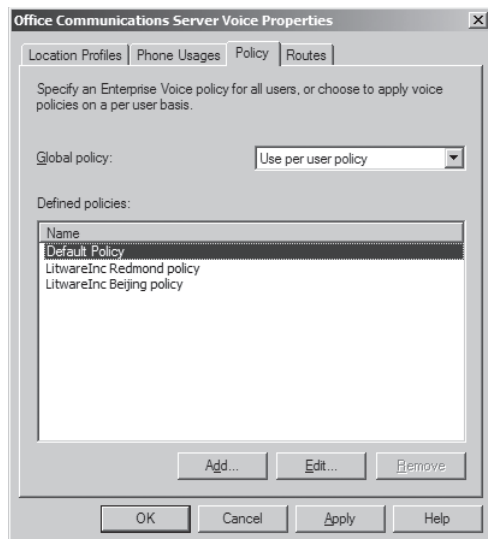 Office Communications Server Voice Properties
Location Profiles Phone Usages Policy Routes
Specify an Enterprise Voice policy for all users, or choose to apply voice
policies on a per user basis.
Global policy: Use per user policy
Defined policies:
Name
Default Policy
LitwareInc Redmond policy
LitwareInc Beijing policy
Add... Edit... Remove
OK Cancel Apply Help